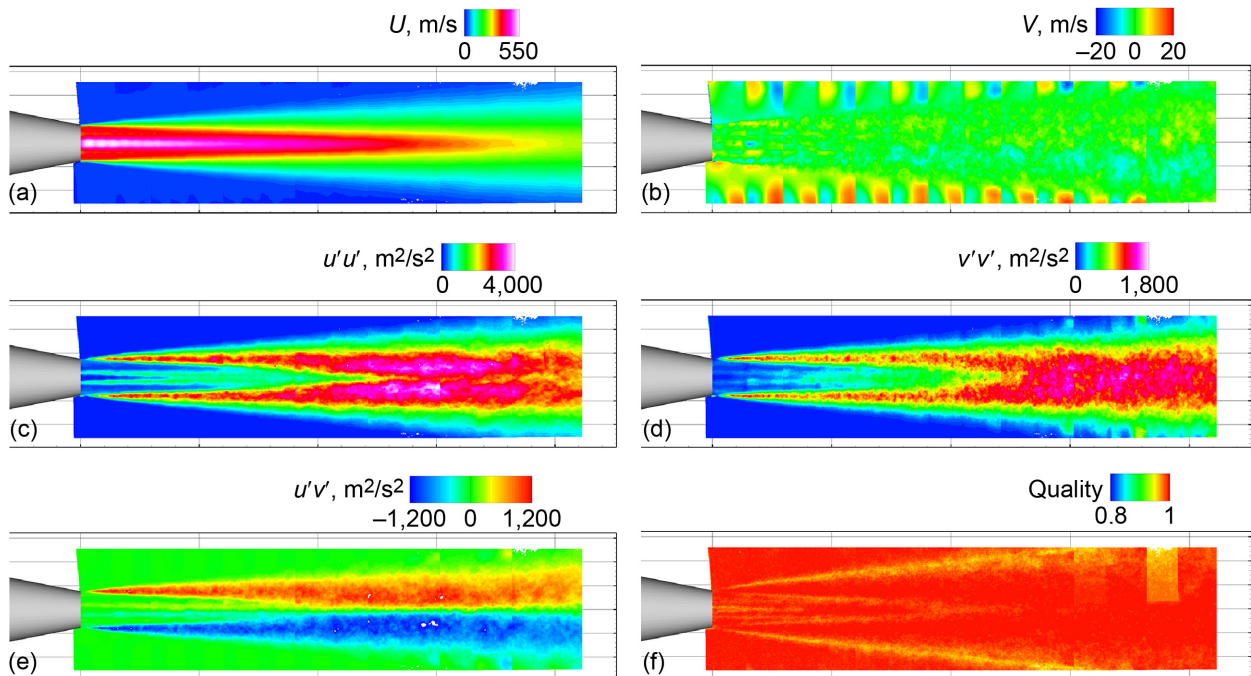 U, m/s
0 550
(a)
V, m/s
–20 0 20
(b)
u′u′, m2/s2
0 4,000
(c)
v′v′, m2/s2
0 1,800
(d)
u′v′, m2/s2
–1,200 0 1,200
(e)
Quality
0.8 1
(f)